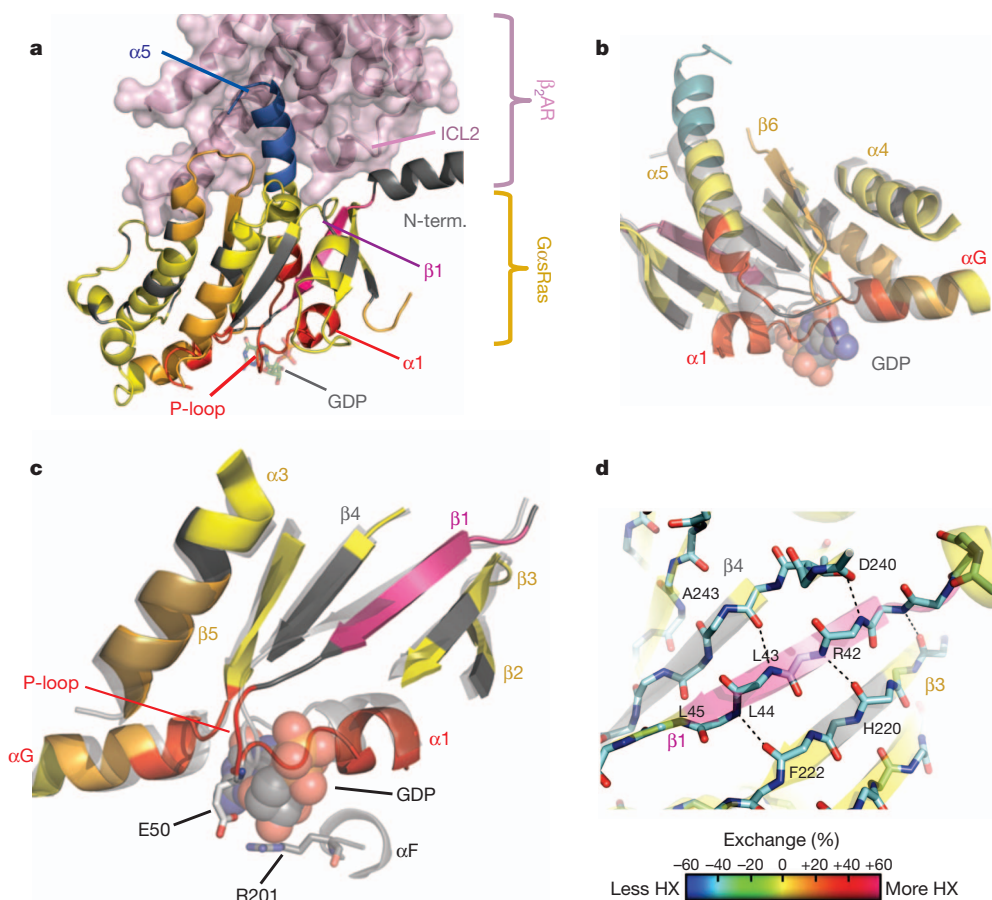 a
α5
β₂AR
ICL2
N-term.
β1
GαsRas
α1
P-loop
GDP
b
β6
α5
α4
αG
α1
GDP
c
α3
β4
β1
β3
β5
β2
P-loop
αG
α1
GDP
E50
αF
R201
d
β4
D240
A243
L43
R42
β3
L45
L44
H220
β1
F222
Exchange (%)
−60 −40 −20 0 +20 +40 +60
Less HX More HX